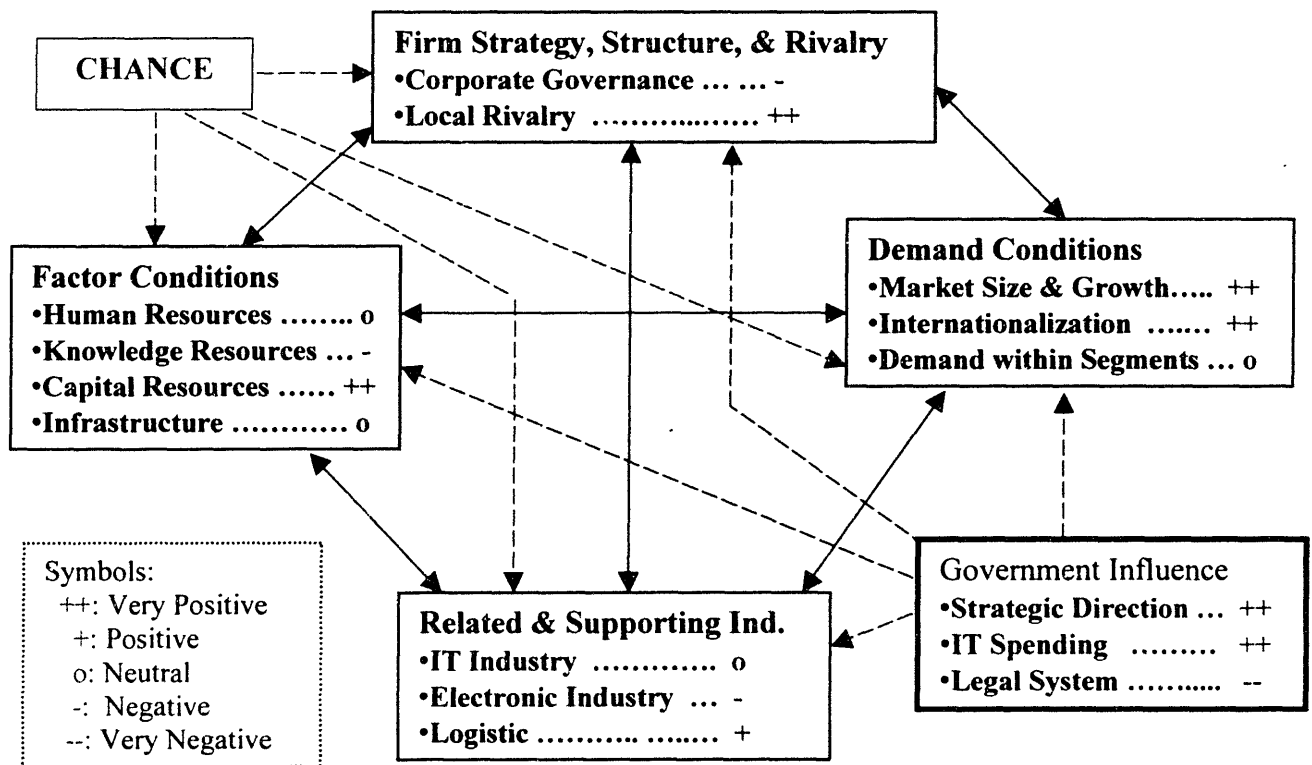 CHANCE
Firm Strategy, Structure, & Rivalry
•Corporate Governance ... ... -
•Local Rivalry ................ ++
Factor Conditions
•Human Resources ........ o
•Knowledge Resources ... -
•Capital Resources ...... ++
•Infrastructure ............ o
Demand Conditions
•Market Size & Growth..... ++
•Internationalization ....... ++
•Demand within Segments ... o
Symbols:
++: Very Positive
+: Positive
o: Neutral
-: Negative
--: Very Negative
Related & Supporting Ind.
•IT Industry ............. o
•Electronic Industry ... -
•Logistic ........... ........ +
Government Influence
•Strategic Direction ... ++
•IT Spending ......... ++
•Legal System ........... --